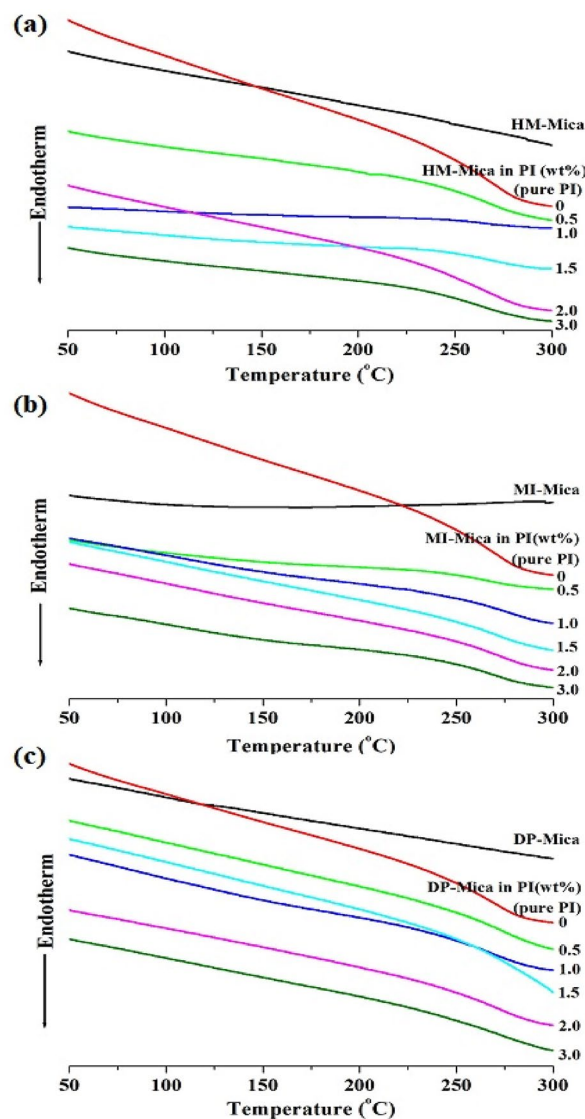 (a)
HM-Mica
HM-Mica in PI (wt%)
(pure PI)
0
0.5
1.0
1.5
2.0
3.0
Endotherm
50 100 150 200 250 300
Temperature (°C)
(b)
MI-Mica
MI-Mica in PI(wt%)
(pure PI)
0
0.5
1.0
1.5
2.0
3.0
Endotherm
50 100 150 200 250 300
Temperature (°C)
(c)
DP-Mica
DP-Mica in PI(wt%)
(pure PI)
0
0.5
1.0
1.5
2.0
3.0
Endotherm
50 100 150 200 250 300
Temperature (°C)